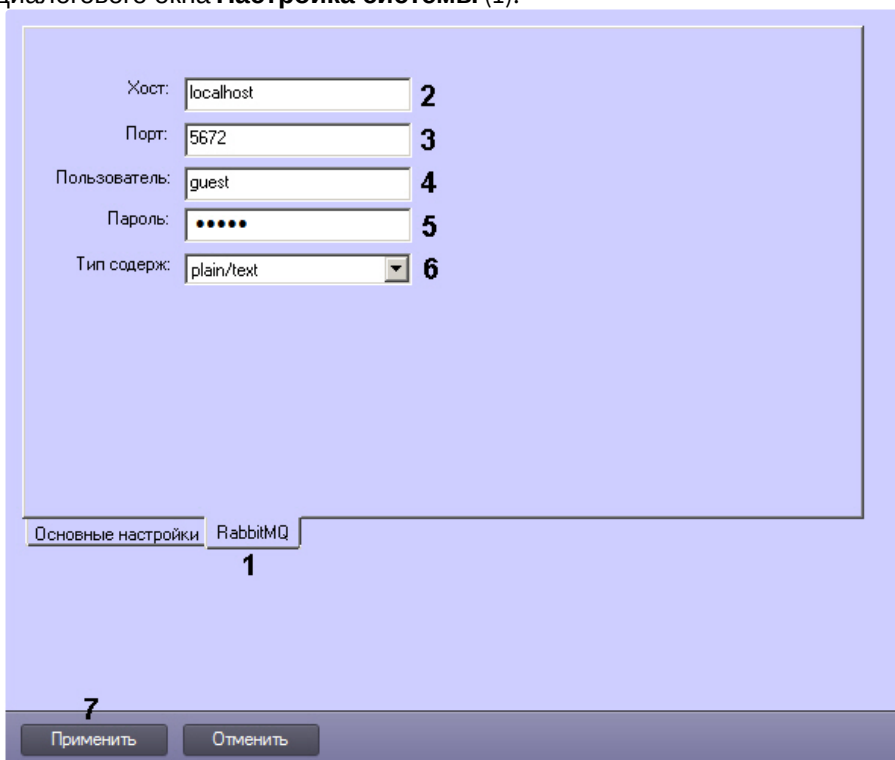 диалогового окна Настройка системы (1).
Хост: localhost 2
Порт: 5672 3
Пользователь: guest 4
Пароль: ••••• 5
Тип содерж: plain/text 6
Основные настройки RabbitMQ
1
7
Применить Отменить